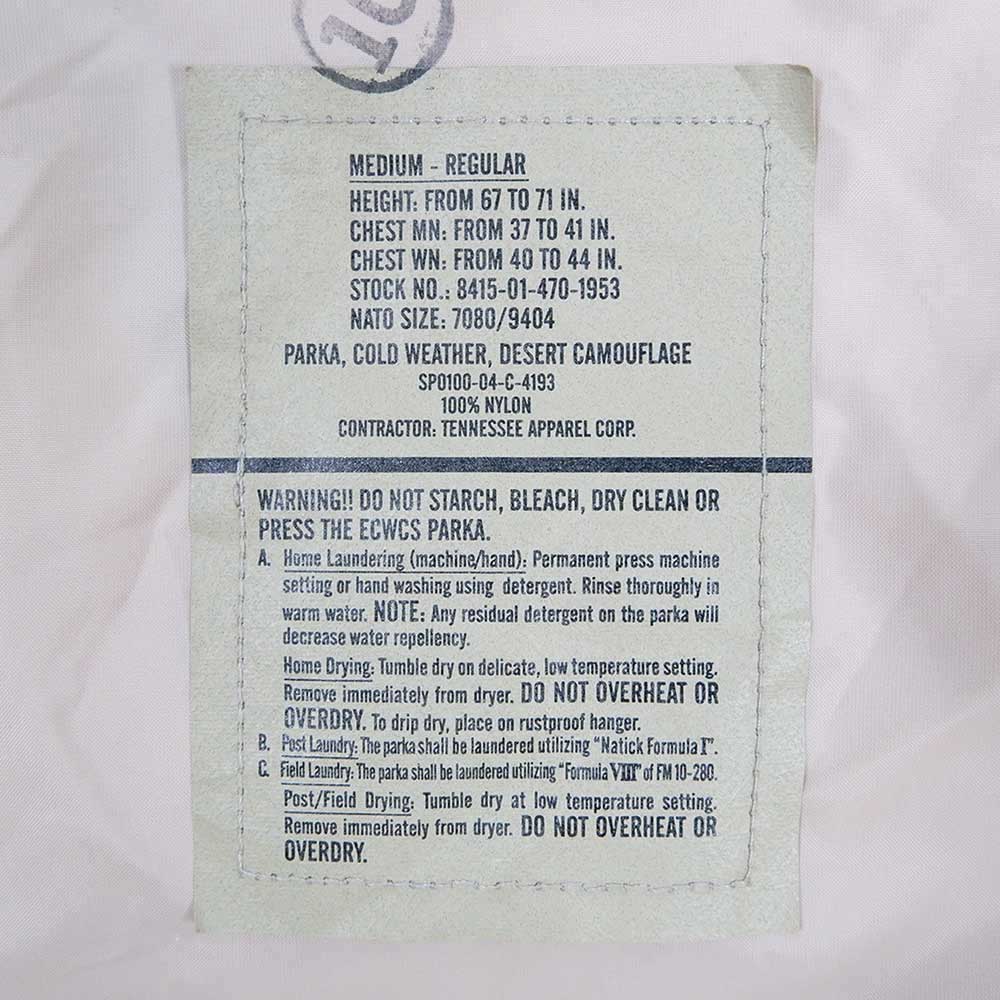 MEDIUM - REGULAR
HEIGHT: FROM 67 TO 71 IN.
CHEST MN: FROM 37 TO 41 IN.
CHEST WN: FROM 40 TO 44 IN.
STOCK NO.: 8415-01-470-1953
NATO SIZE: 7080/9404
PARKA, COLD WEATHER, DESERT CAMOUFLAGE
SP0100-04-C-4193
100% NYLON
CONTRACTOR: TENNESSEE APPAREL CORP.
WARNING!! DO NOT STARCH, BLEACH, DRY CLEAN OR
PRESS THE ECWCS PARKA.
A. Home Laundering (machine/hand): Permanent press machine
setting or hand washing using detergent. Rinse thoroughly in
warm water. NOTE: Any residual detergent on the parka will
decrease water repellency.
Home Drying: Tumble dry on delicate, low temperature setting.
Remove immediately from dryer. DO NOT OVERHEAT OR
OVERDRY. To drip dry, place on rustproof hanger.
B. Post Laundry: The parka shall be laundered utilizing "Natick Formula I".
C. Field Laundry: The parka shall be laundered utilizing "Formula VIII" of FM 10-280.
Post/Field Drying: Tumble dry at low temperature setting.
Remove immediately from dryer. DO NOT OVERHEAT OR
OVERDRY.